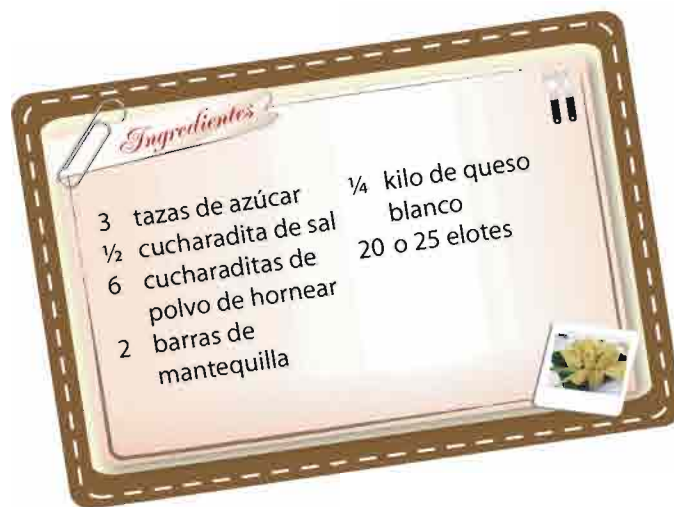 Ingredientes
3 tazas de azúcar
½ cucharadita de sal
6 cucharaditas de
polvo de hornear
2 barras de
mantequilla
¼ kilo de queso
blanco
20 o 25 elotes